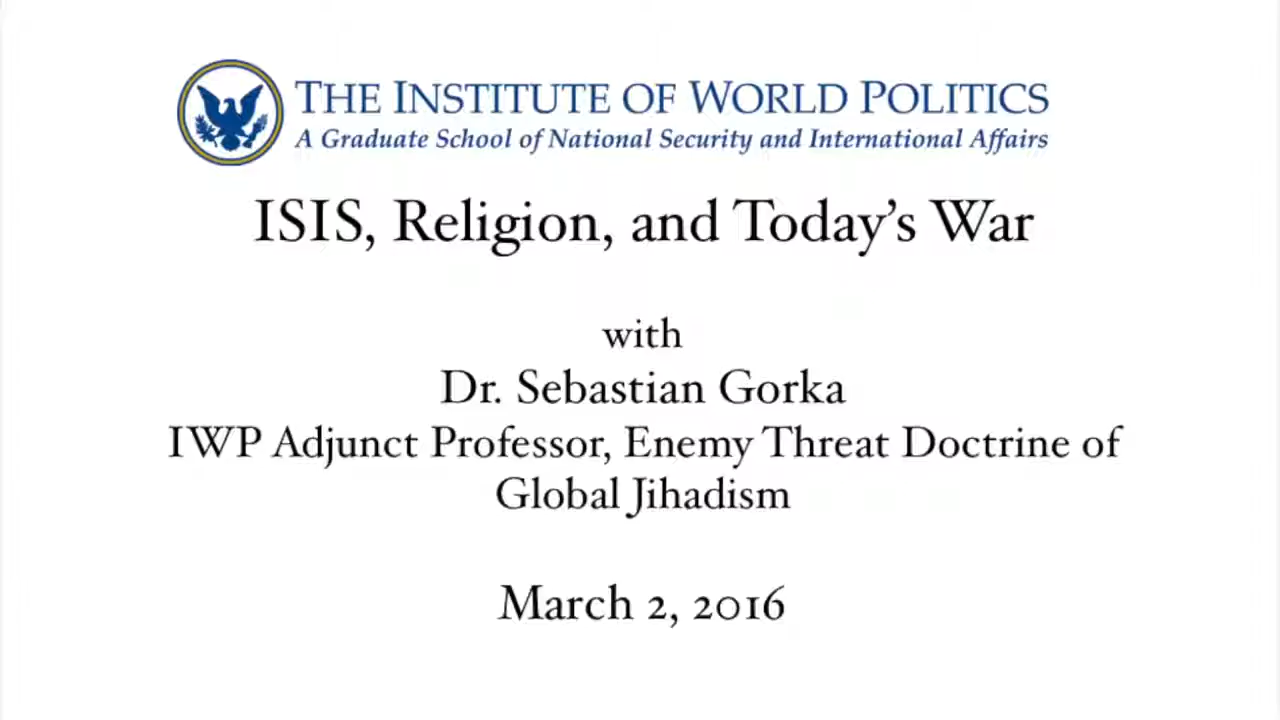 THE INSTITUTE OF WORLD POLITICS
A Graduate School of National Security and International Affairs
ISIS, Religion, and Today’s War
with
Dr. Sebastian Gorka
IWP Adjunct Professor, Enemy Threat Doctrine of
Global Jihadism
March 2, 2016